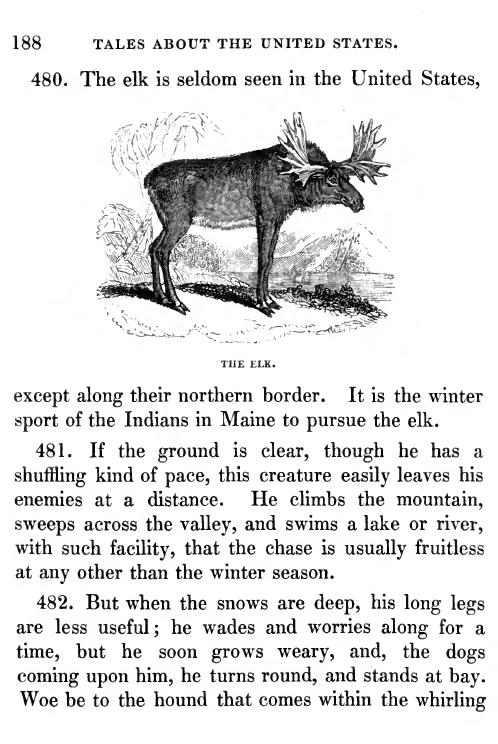 188 TALES ABOUT THE UNITED STATES.
480. The elk is seldom seen in the United States,
THE ELK.
except along their northern border. It is the winter
sport of the Indians in Maine to pursue the elk.
481. If the ground is clear, though he has a
shuffling kind of pace, this creature easily leaves his
enemies at a distance. He climbs the mountain,
sweeps across the valley, and swims a lake or river,
with such facility, that the chase is usually fruitless
at any other than the winter season.
482. But when the snows are deep, his long legs
are less useful; he wades and worries along for a
time, but he soon grows weary, and, the dogs
coming upon him, he turns round, and stands at bay.
Woe be to the hound that comes within the whirling